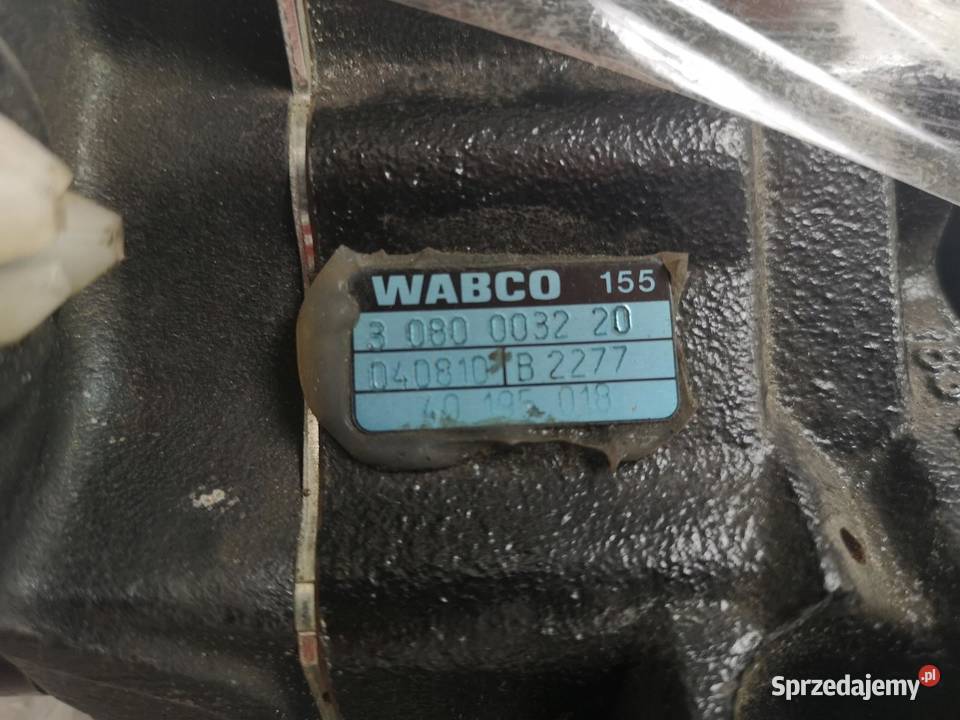 WABCO 155
3 080 0032 20
040810 B 2277
40 195 018
Sprzedajemy.pl